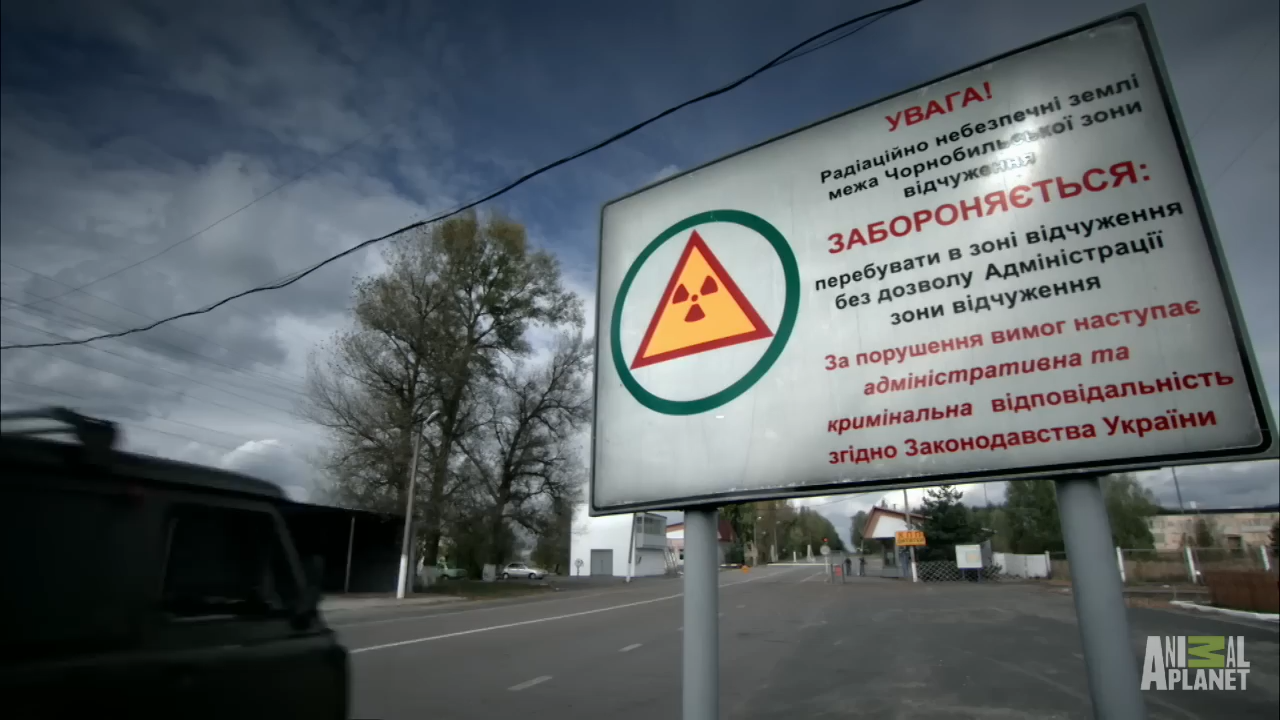 УВАГА!
Радіаційно небезпечні землі
межа Чорнобильської зони
відчуження
ЗАБОРОНЯЄТЬСЯ:
перебувати в зоні відчуження
без дозволу Адміністрації
зони відчуження
За порушення вимог наступає
адміністративна та
кримінальна відповідальність
згідно Законодавства України
ANIMAL
PLANET